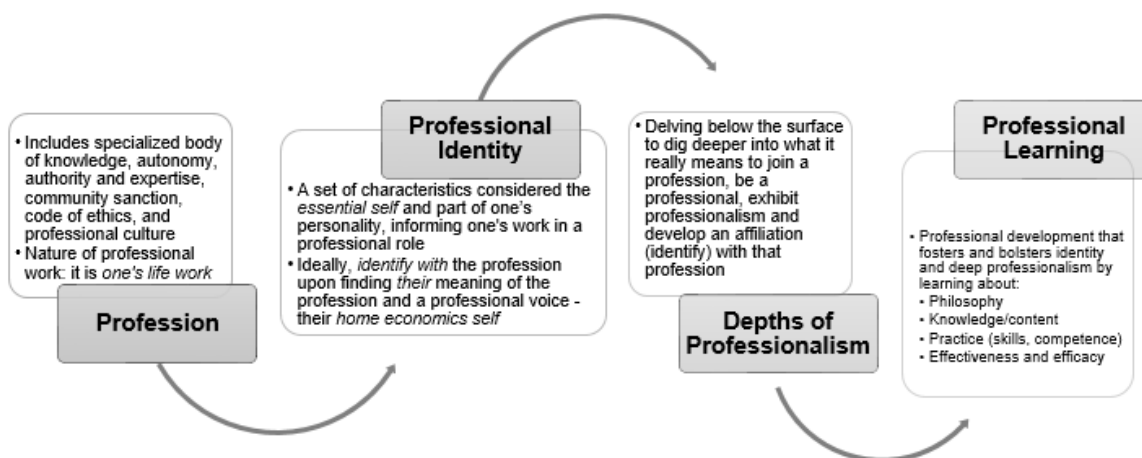 • Includes specialized body
of knowledge, autonomy,
authority and expertise,
community sanction,
code of ethics, and
professional culture
• Nature of professional
work: it is one's life work
Profession
Professional
Identity
• A set of characteristics considered the
essential self and part of one's
personality, informing one's work in a
professional role
• Ideally, identify with the profession
upon finding their meaning of the
profession and a professional voice -
their home economics self
• Delving below the surface
to dig deeper into what it
really means to join a
profession, be a
professional, exhibit
professionalism and
develop an affiliation
(identify) with that
profession
Depths of
Professionalism
Professional
Learning
• Professional development that
fosters and bolsters identity
and deep professionalism by
learning about:
▪ Philosophy
▪ Knowledge/content
▪ Practice (skills, competence)
▪ Effectiveness and efficacy